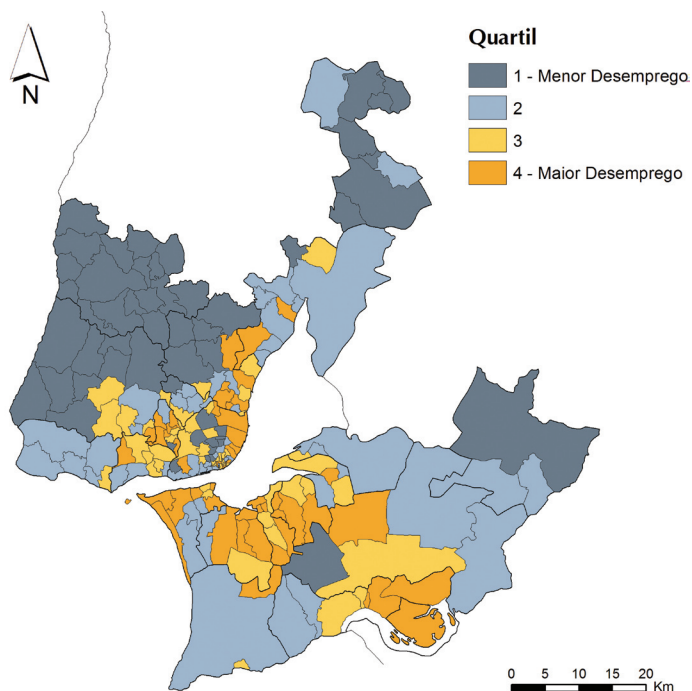 N
Quartil
1 - Menor Desemprego
2
3
4 - Maior Desemprego
0 5 10 15 20
Km